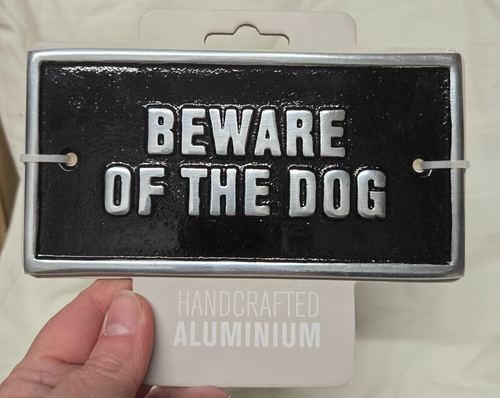 BEWARE
OF THE DOG
HANDCRAFTED
ALUMINIUM